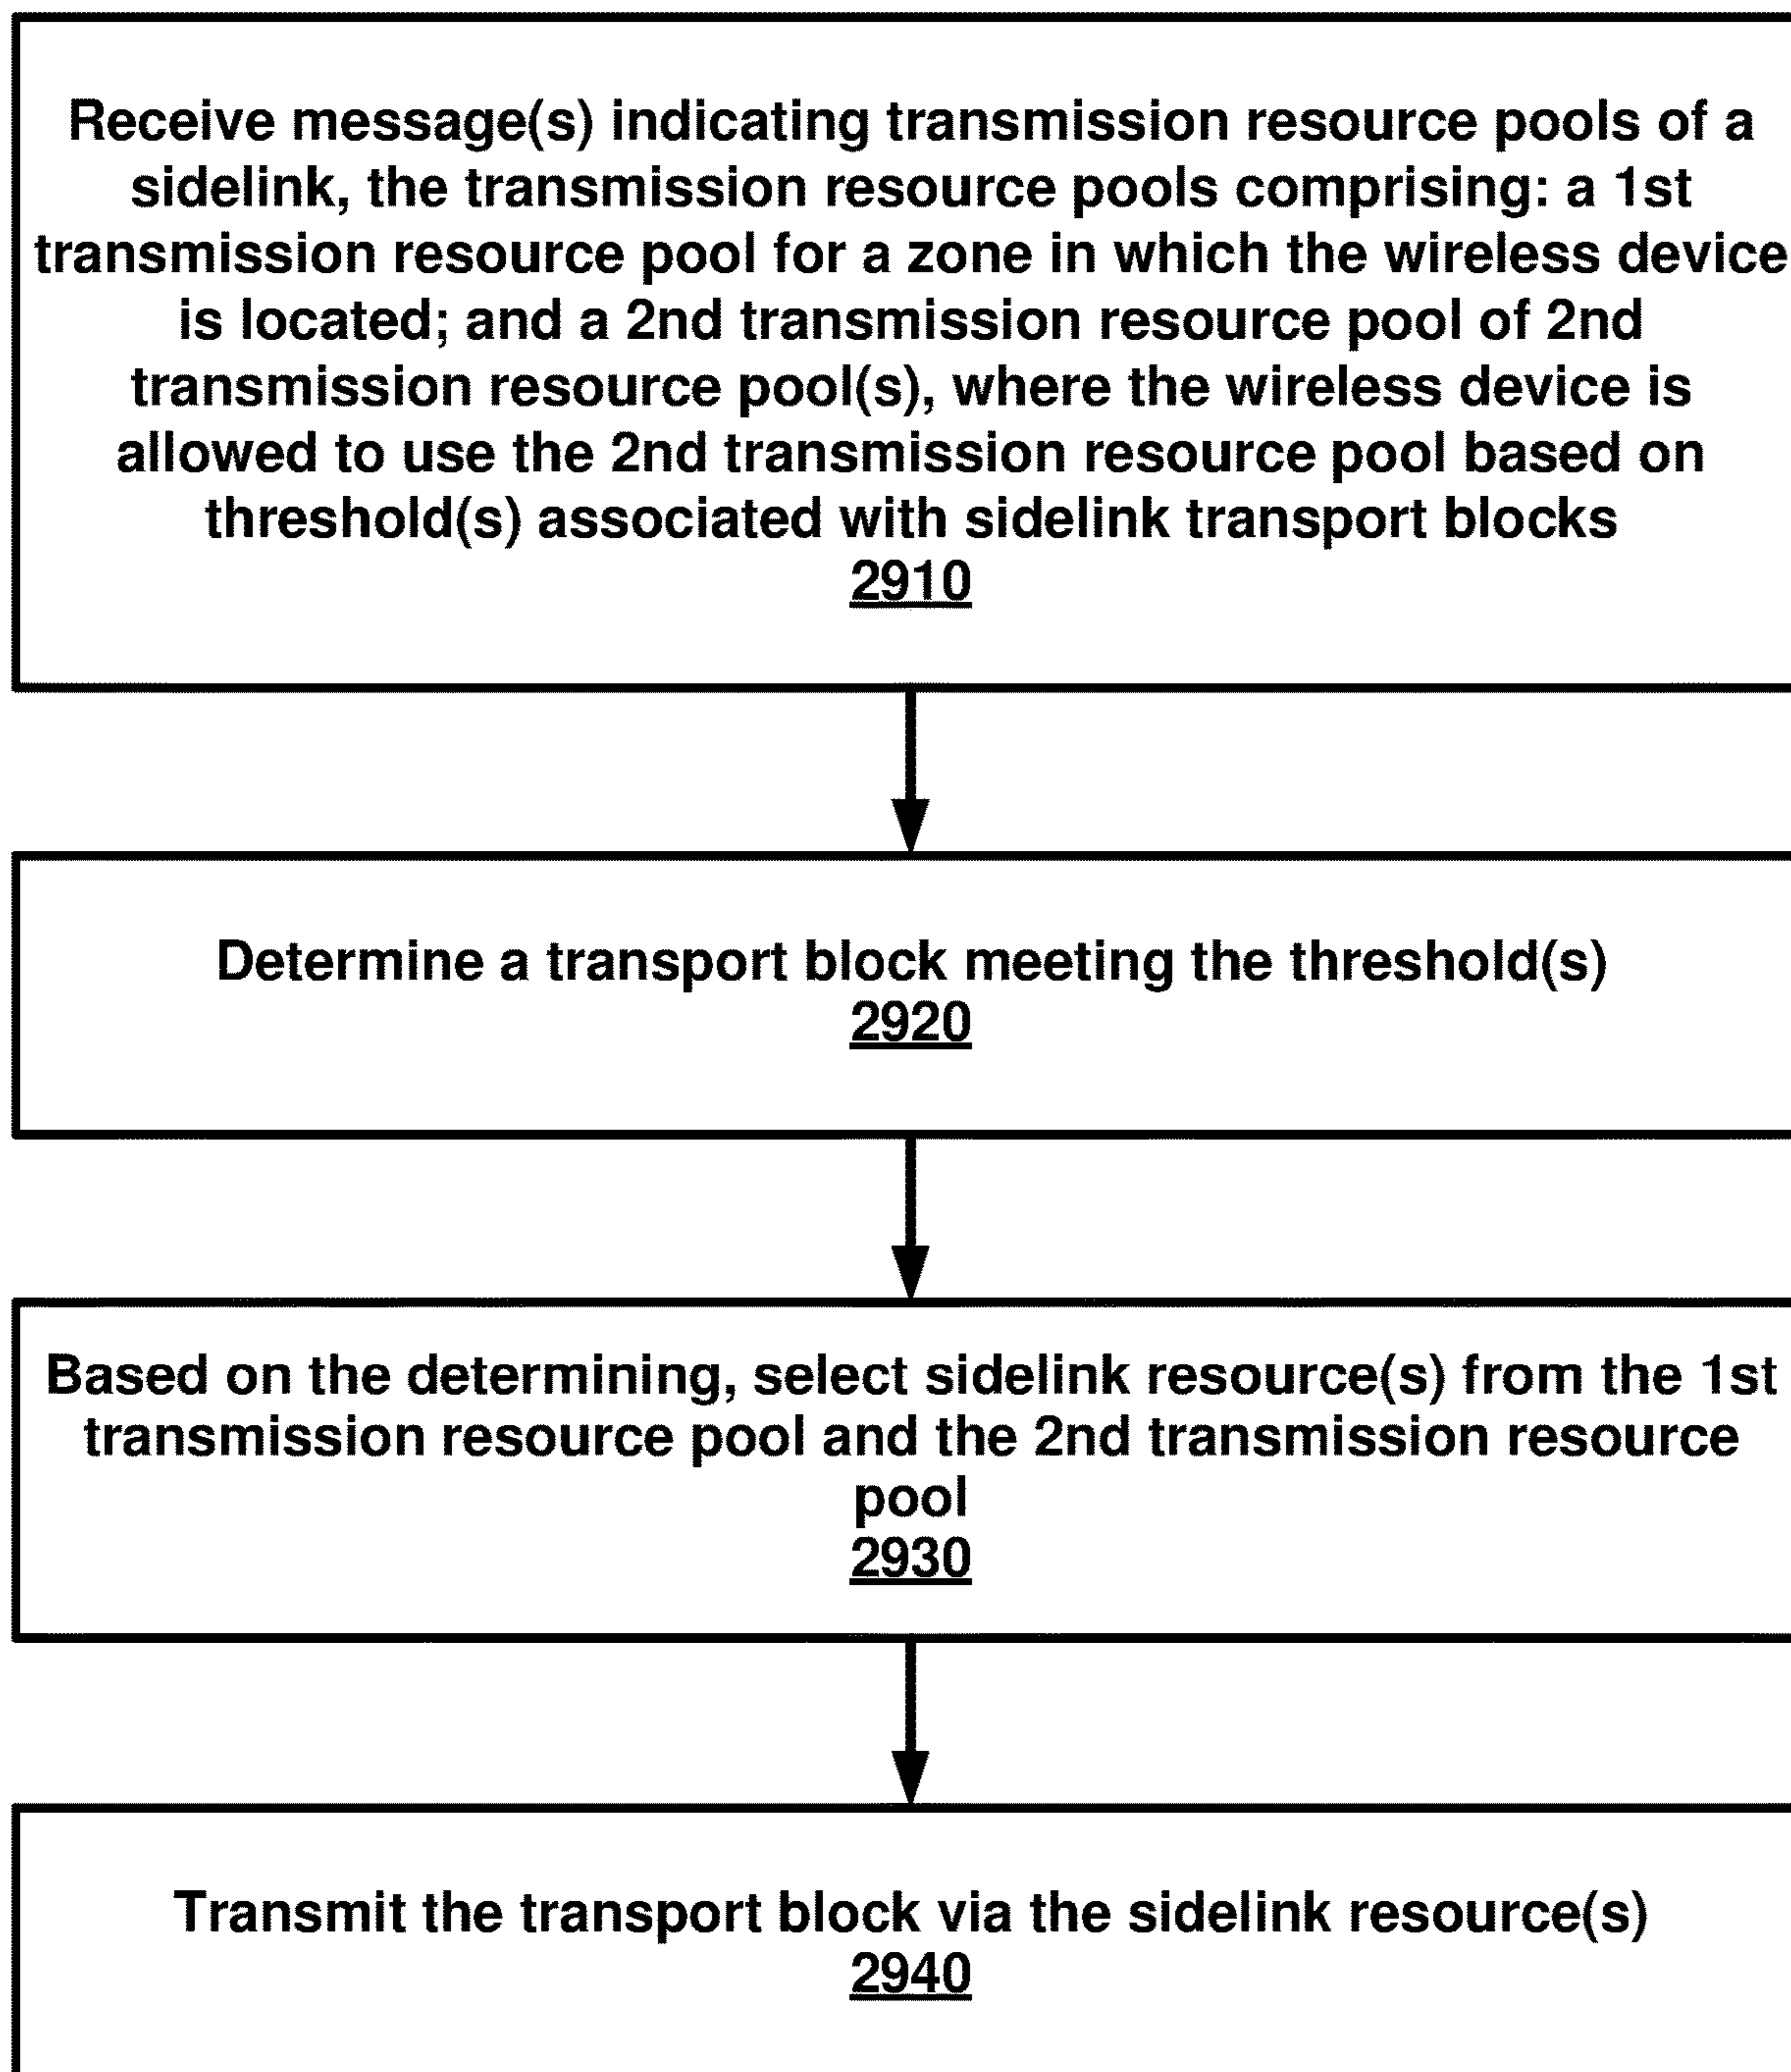 Receive message(s) indicating transmission resource pools of a
sidelink, the transmission resource pools comprising: a 1st
transmission resource pool for a zone in which the wireless device
is located; and a 2nd transmission resource pool of 2nd
transmission resource pool(s), where the wireless device is
allowed to use the 2nd transmission resource pool based on
threshold(s) associated with sidelink transport blocks
2910
Determine a transport block meeting the threshold(s)
2920
Based on the determining, select sidelink resource(s) from the 1st
transmission resource pool and the 2nd transmission resource
pool
2930
Transmit the transport block via the sidelink resource(s)
2940